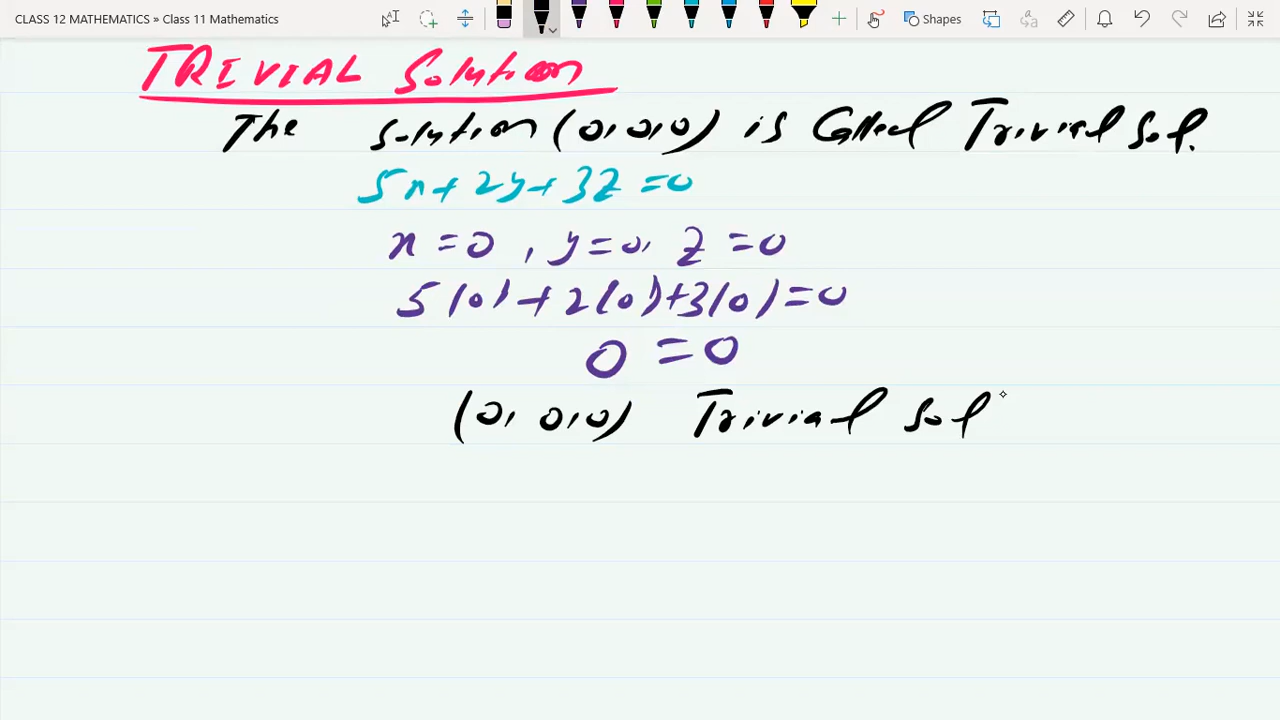 CLASS 12 MATHEMATICS » Class 11 Mathematics
Shapes
TRIVIAL Solution
The Solution (0,0,0) is Called Trivial Sol.
5x+2y+3z=0
x=0, y=0, z=0
5(0)+2(0)+3(0)=0
0=0
(0,0,0) Trivial Sol